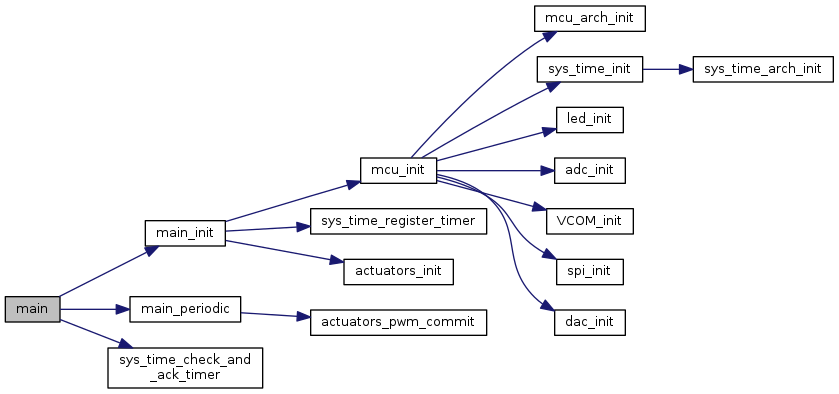 mcu_arch_init
sys_time_init
sys_time_arch_init
led_init
mcu_init
adc_init
main_init
sys_time_register_timer
VCOM_init
actuators_init
spi_init
main
main_periodic
actuators_pwm_commit
dac_init
sys_time_check_and
_ack_timer